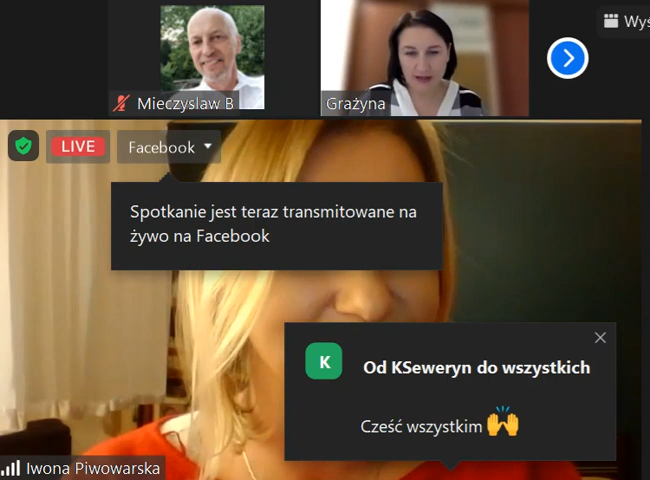 Wyś
Mieczyslaw B
Grażyna
LIVE
Facebook
Spotkanie jest teraz transmitowane na
żywo na Facebook
K
Od KSeweryn do wszystkich
Cześć wszystkim 🙌
Iwona Piwowarska